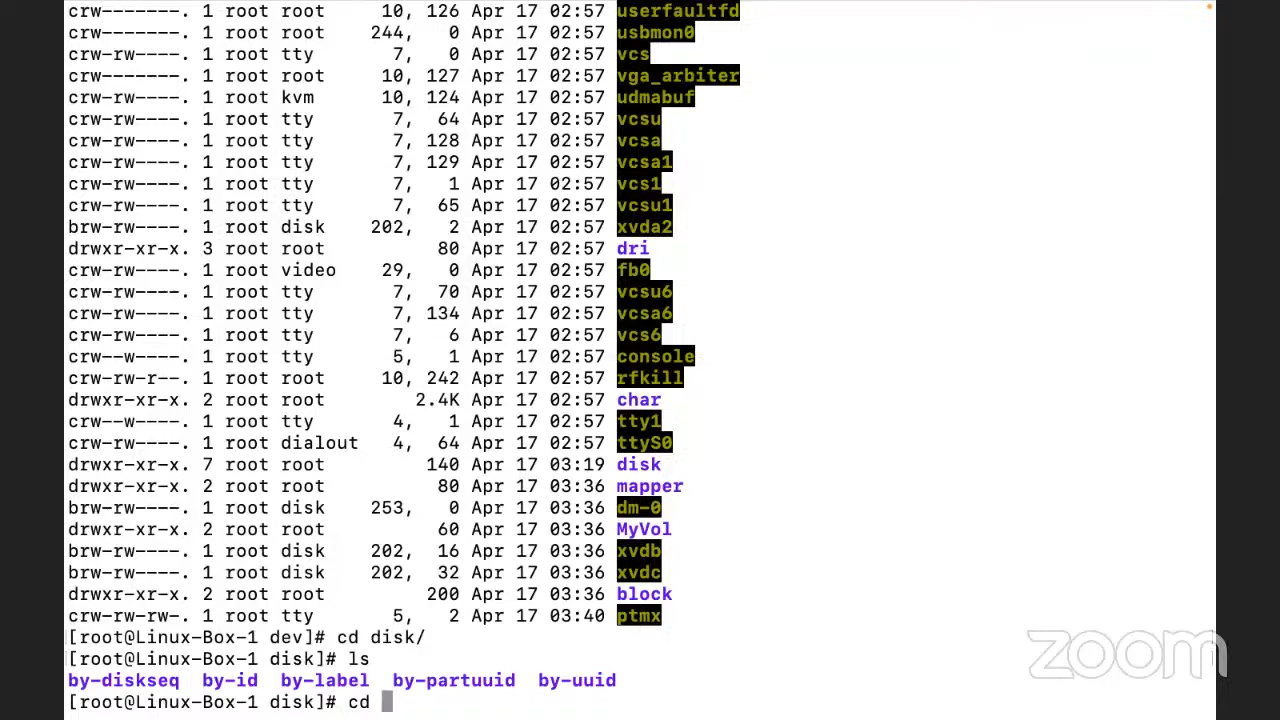 crw-------. 1 root root     10, 126 Apr 17 02:57 userfaultfd
crw-------. 1 root root    244,   0 Apr 17 02:57 usbmon0
crw-rw----. 1 root tty       7,   0 Apr 17 02:57 vcs
crw-------. 1 root root     10, 127 Apr 17 02:57 vga_arbiter
crw-rw----. 1 root kvm      10, 124 Apr 17 02:57 udmabuf
crw-rw----. 1 root tty       7,  64 Apr 17 02:57 vcsu
crw-rw----. 1 root tty       7, 128 Apr 17 02:57 vcsa
crw-rw----. 1 root tty       7, 129 Apr 17 02:57 vcsa1
crw-rw----. 1 root tty       7,   1 Apr 17 02:57 vcs1
crw-rw----. 1 root tty       7,  65 Apr 17 02:57 vcsu1
brw-rw----. 1 root disk    202,   2 Apr 17 02:57 xvda2
drwxr-xr-x. 3 root root          80 Apr 17 02:57 dri
crw-rw----. 1 root video    29,   0 Apr 17 02:57 fb0
crw-rw----. 1 root tty       7,  70 Apr 17 02:57 vcsu6
crw-rw----. 1 root tty       7, 134 Apr 17 02:57 vcsa6
crw-rw----. 1 root tty       7,   6 Apr 17 02:57 vcs6
crw--w----. 1 root tty       5,   1 Apr 17 02:57 console
crw-rw-r--. 1 root root     10, 242 Apr 17 02:57 rfkill
drwxr-xr-x. 2 root root        2.4K Apr 17 02:57 char
crw--w----. 1 root tty       4,   1 Apr 17 02:57 tty1
crw-rw----. 1 root dialout   4,  64 Apr 17 02:57 ttyS0
drwxr-xr-x. 7 root root         140 Apr 17 03:19 disk
drwxr-xr-x. 2 root root          80 Apr 17 03:36 mapper
brw-rw----. 1 root disk    253,   0 Apr 17 03:36 dm-0
drwxr-xr-x. 2 root root          60 Apr 17 03:36 MyVol
brw-rw----. 1 root disk    202,  16 Apr 17 03:36 xvdb
brw-rw----. 1 root disk    202,  32 Apr 17 03:36 xvdc
drwxr-xr-x. 2 root root         200 Apr 17 03:36 block
crw-rw-rw-. 1 root tty       5,   2 Apr 17 03:40 ptmx
[root@Linux-Box-1 dev]# cd disk/
[root@Linux-Box-1 disk]# ls
by-diskseq  by-id  by-label  by-partuuid  by-uuid
[root@Linux-Box-1 disk]# cd
zoom